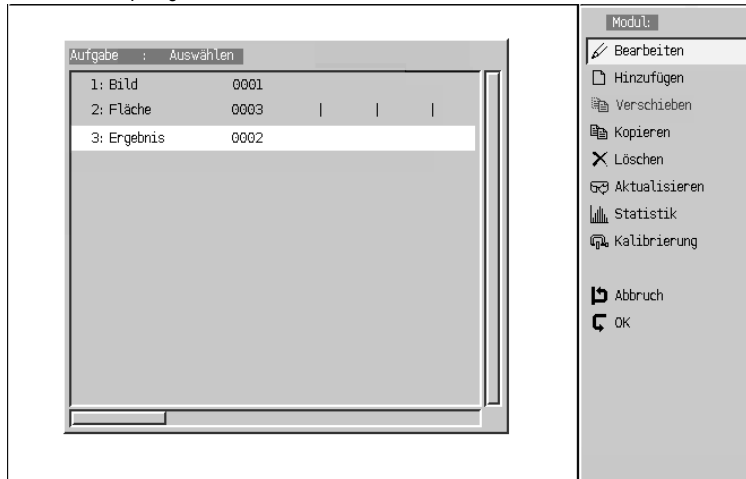 Modul:
Aufgabe : Auswählen
1: Bild 0001
2: Fläche 0003 | | |
3: Ergebnis 0002
Bearbeiten
Hinzufügen
Verschieben
Kopieren
Löschen
Aktualisieren
Statistik
Kalibrierung
Abbruch
OK